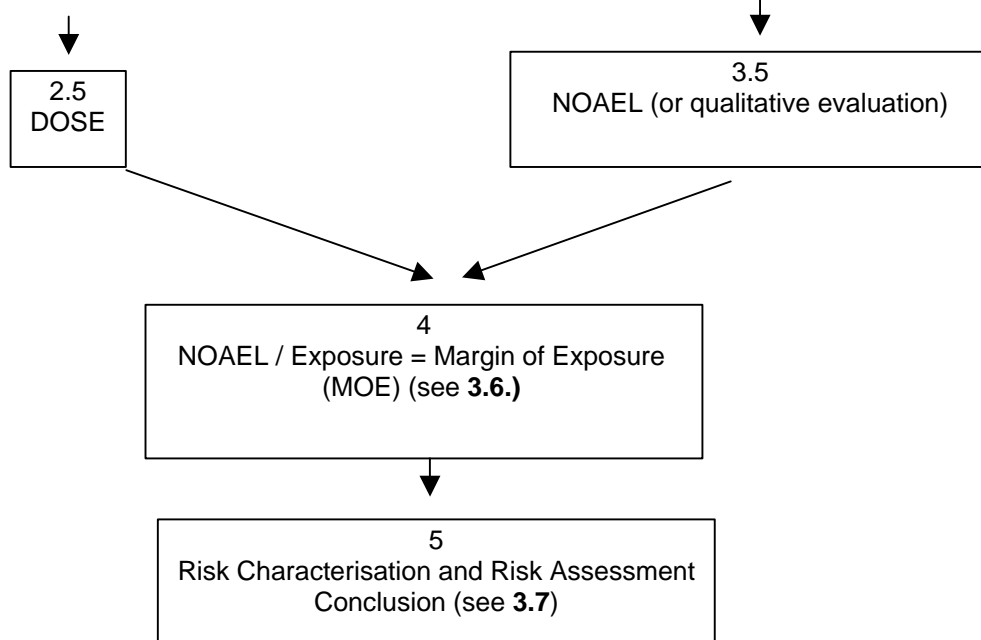 2.5
DOSE
3.5
NOAEL (or qualitative evaluation)
4
NOAEL / Exposure = Margin of Exposure
(MOE) (see 3.6.)
5
Risk Characterisation and Risk Assessment
Conclusion (see 3.7)